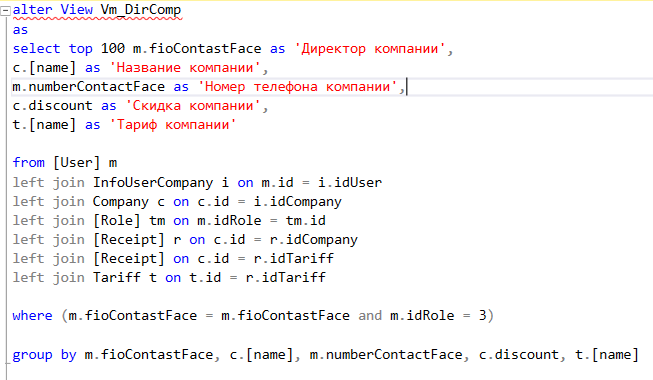 alter View Vm_DirComp
as
select top 100 m.fioContastFace as 'Директор компании',
c.[name] as 'Название компании',
m.numberContactFace as 'Номер телефона компании',
c.discount as 'Скидка компании',
t.[name] as 'Тариф компании'
from [User] m
left join InfoUserCompany i on m.id = i.idUser
left join Company c on c.id = i.idCompany
left join [Role] tm on m.idRole = tm.id
left join [Receipt] r on c.id = r.idCompany
left join [Receipt] on c.id = r.idTariff
left join Tariff t on t.id = r.idTariff
where (m.fioContastFace = m.fioContastFace and m.idRole = 3)
group by m.fioContastFace, c.[name], m.numberContactFace, c.discount, t.[name]